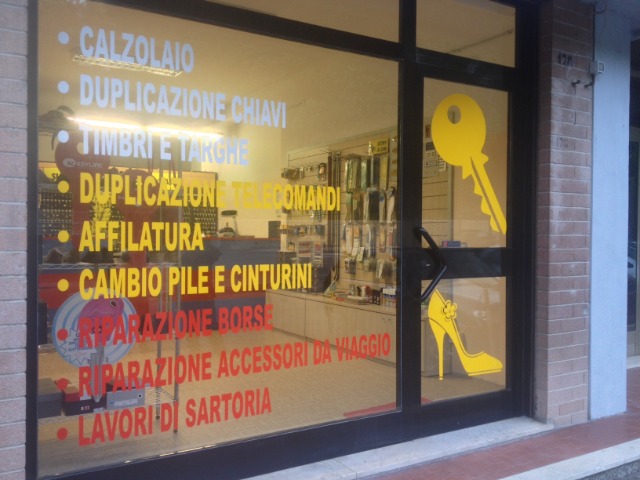 • CALZOLAIO
• DUPLICAZIONE CHIAVI
• TIMBRI E TARGHE
• DUPLICAZIONE TELECOMANDI
• AFFILATURA
• CAMBIO PILE E CINTURINI
• RIPARAZIONE BORSE
• RIPARAZIONE ACCESSORI DA VIAGGIO
• LAVORI DI SARTORIA